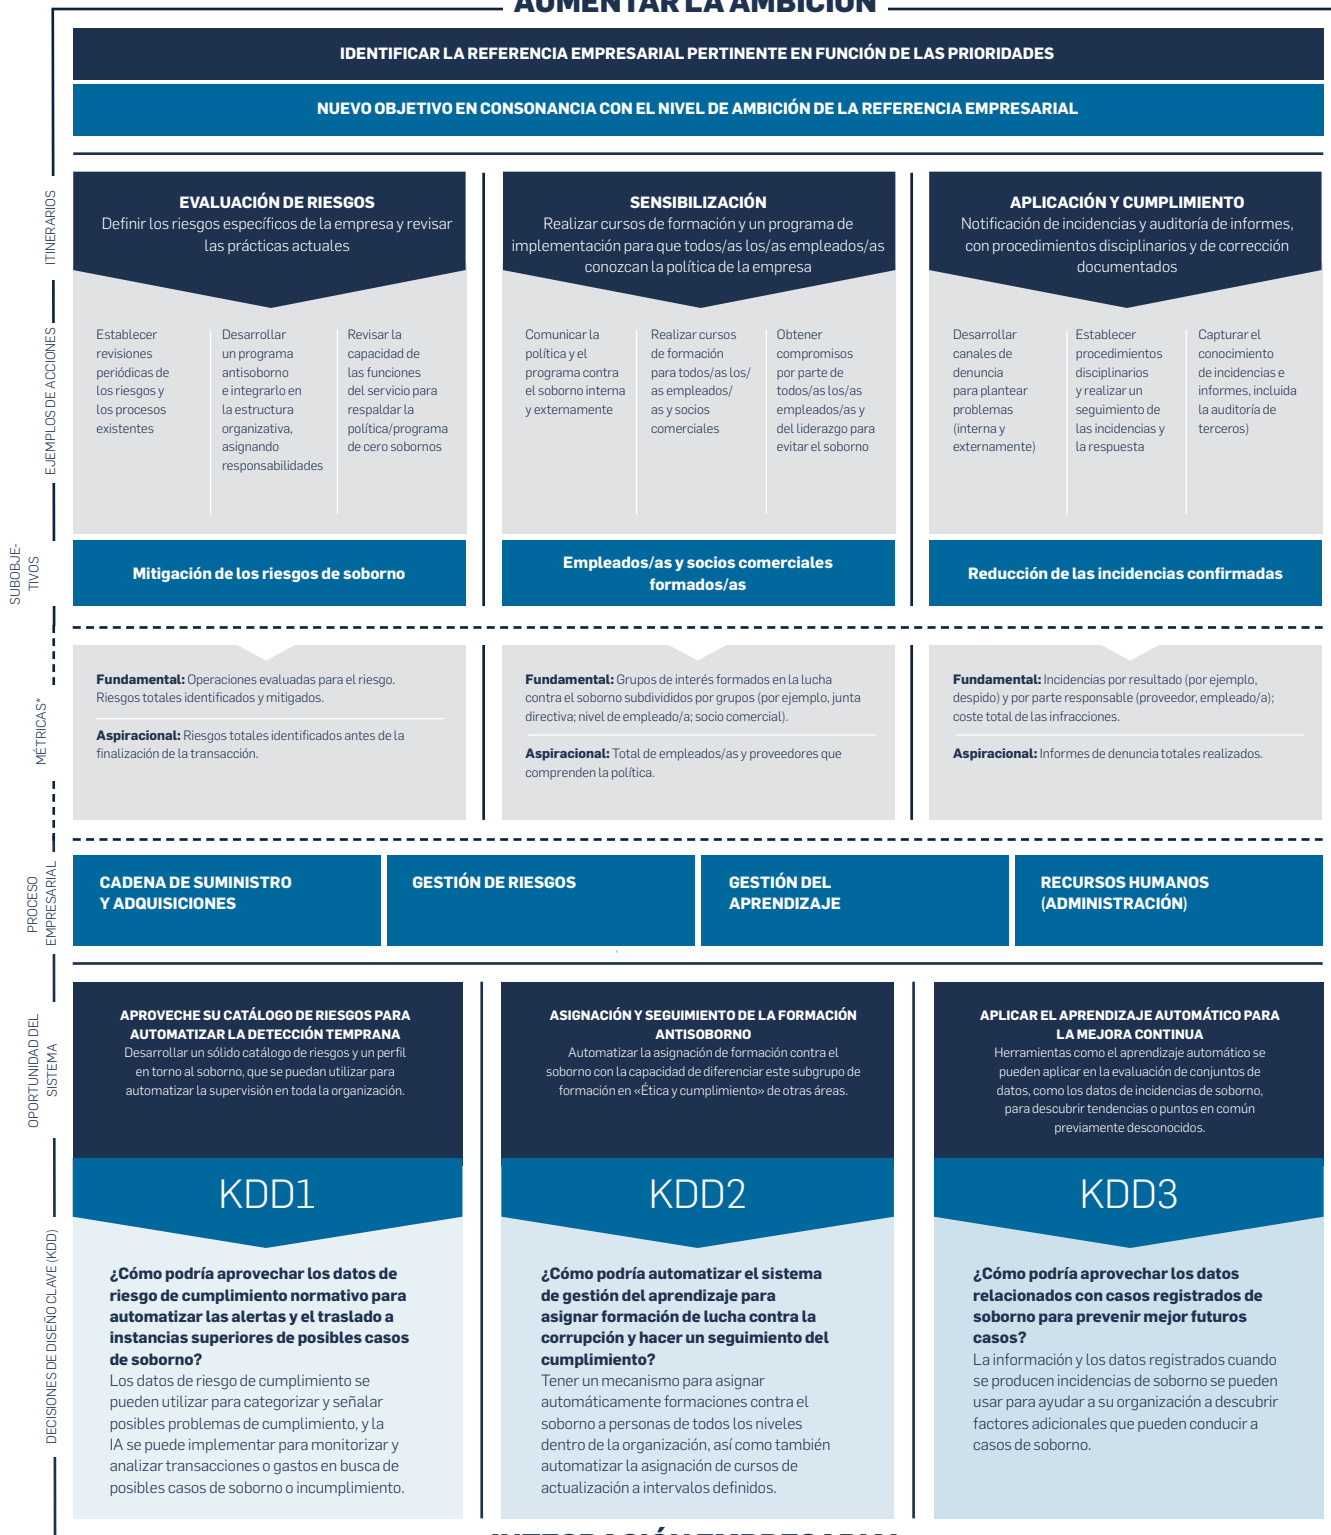 AUMENTAR LA AMBICIÓN
IDENTIFICAR LA REFERENCIA EMPRESARIAL PERTINENTE EN FUNCIÓN DE LAS PRIORIDADES
NUEVO OBJETIVO EN CONSONANCIA CON EL NIVEL DE AMBICIÓN DE LA REFERENCIA EMPRESARIAL
ITINERARIOS
EVALUACIÓN DE RIESGOS
Definir los riesgos específicos de la empresa y revisar
las prácticas actuales
SENSIBILIZACIÓN
Realizar cursos de formación y un programa de
implementación para que todos/as los/as empleados/as
conozcan la política de la empresa
APLICACIÓN Y CUMPLIMIENTO
Notificación de incidencias y auditoría de informes,
con procedimientos disciplinarios y de corrección
documentados
EJEMPLOS DE ACCIONES
Establecer
revisiones
periódicas de
los riesgos y
los procesos
existentes
Desarrollar
un programa
antisoborno
e integrarlo en
la estructura
organizativa,
asignando
responsabilidades
Revisar la
capacidad de
las funciones
del servicio para
respaldar la
política/programa
de cero sobornos
Comunicar la
política y el
programa contra
el soborno interna
y externamente
Realizar cursos
de formación
para todos/as los/
as empleados/
as y socios
comerciales
Obtener
compromisos
por parte de
todos/as los/as
empleados/as y
del liderazgo para
evitar el soborno
Desarrollar
canales de
denuncia
para plantear
problemas
(interna y
externamente)
Establecer
procedimientos
disciplinarios
y realizar un
seguimiento de
las incidencias y
la respuesta
Capturar el
conocimiento
de incidencias e
informes, incluida
la auditoría de
terceros)
SUBOBJE-
TIVOS
Mitigación de los riesgos de soborno
Empleados/as y socios comerciales
formados/as
Reducción de las incidencias confirmadas
MÉTRICAS*
Fundamental: Operaciones evaluadas para el riesgo.
Riesgos totales identificados y mitigados.
Aspiracional: Riesgos totales identificados antes de la
finalización de la transacción.
Fundamental: Grupos de interés formados en la lucha
contra el soborno subdivididos por grupos (por ejemplo, junta
directiva; nivel de empleado/a; socio comercial).
Aspiracional: Total de empleados/as y proveedores que
comprenden la política.
Fundamental: Incidencias por resultado (por ejemplo,
despido) y por parte responsable (proveedor, empleado/a);
coste total de las infracciones.
Aspiracional: Informes de denuncia totales realizados.
PROCESO
EMPRESARIAL
CADENA DE SUMINISTRO
Y ADQUISICIONES
GESTIÓN DE RIESGOS
GESTIÓN DEL
APRENDIZAJE
RECURSOS HUMANOS
(ADMINISTRACIÓN)
OPORTUNIDAD DEL
SISTEMA
APROVECHE SU CATÁLOGO DE RIESGOS PARA
AUTOMATIZAR LA DETECCIÓN TEMPRANA
Desarrollar un sólido catálogo de riesgos y un perfil
en torno al soborno, que se puedan utilizar para
automatizar la supervisión en toda la organización.
ASIGNACIÓN Y SEGUIMIENTO DE LA FORMACIÓN
ANTISOBORNO
Automatizar la asignación de formación contra el
soborno con la capacidad de diferenciar este subgrupo de
formación en «Ética y cumplimiento» de otras áreas.
APLICAR EL APRENDIZAJE AUTOMÁTICO PARA
LA MEJORA CONTINUA
Herramientas como el aprendizaje automático se
pueden aplicar en la evaluación de conjuntos de
datos, como los datos de incidencias de soborno,
para descubrir tendencias o puntos en común
previamente desconocidos.
DECISIONES DE DISEÑO CLAVE (KDD)
KDD1
¿Cómo podría aprovechar los datos de
riesgo de cumplimiento normativo para
automatizar las alertas y el traslado a
instancias superiores de posibles casos
de soborno?
Los datos de riesgo de cumplimiento se
pueden utilizar para categorizar y señalar
posibles problemas de cumplimiento, y la
IA se puede implementar para monitorizar y
analizar transacciones o gastos en busca de
posibles casos de soborno o incumplimiento.
KDD2
¿Cómo podría automatizar el sistema
de gestión del aprendizaje para
asignar formación de lucha contra la
corrupción y hacer un seguimiento del
cumplimiento?
Tener un mecanismo para asignar
automáticamente formaciones contra el
soborno a personas de todos los niveles
dentro de la organización, así como también
automatizar la asignación de cursos de
actualización a intervalos definidos.
KDD3
¿Cómo podría aprovechar los datos
relacionados con casos registrados de
soborno para prevenir mejor futuros
casos?
La información y los datos registrados cuando
se producen incidencias de soborno se pueden
usar para ayudar a su organización a descubrir
factores adicionales que pueden conducir a
casos de soborno.